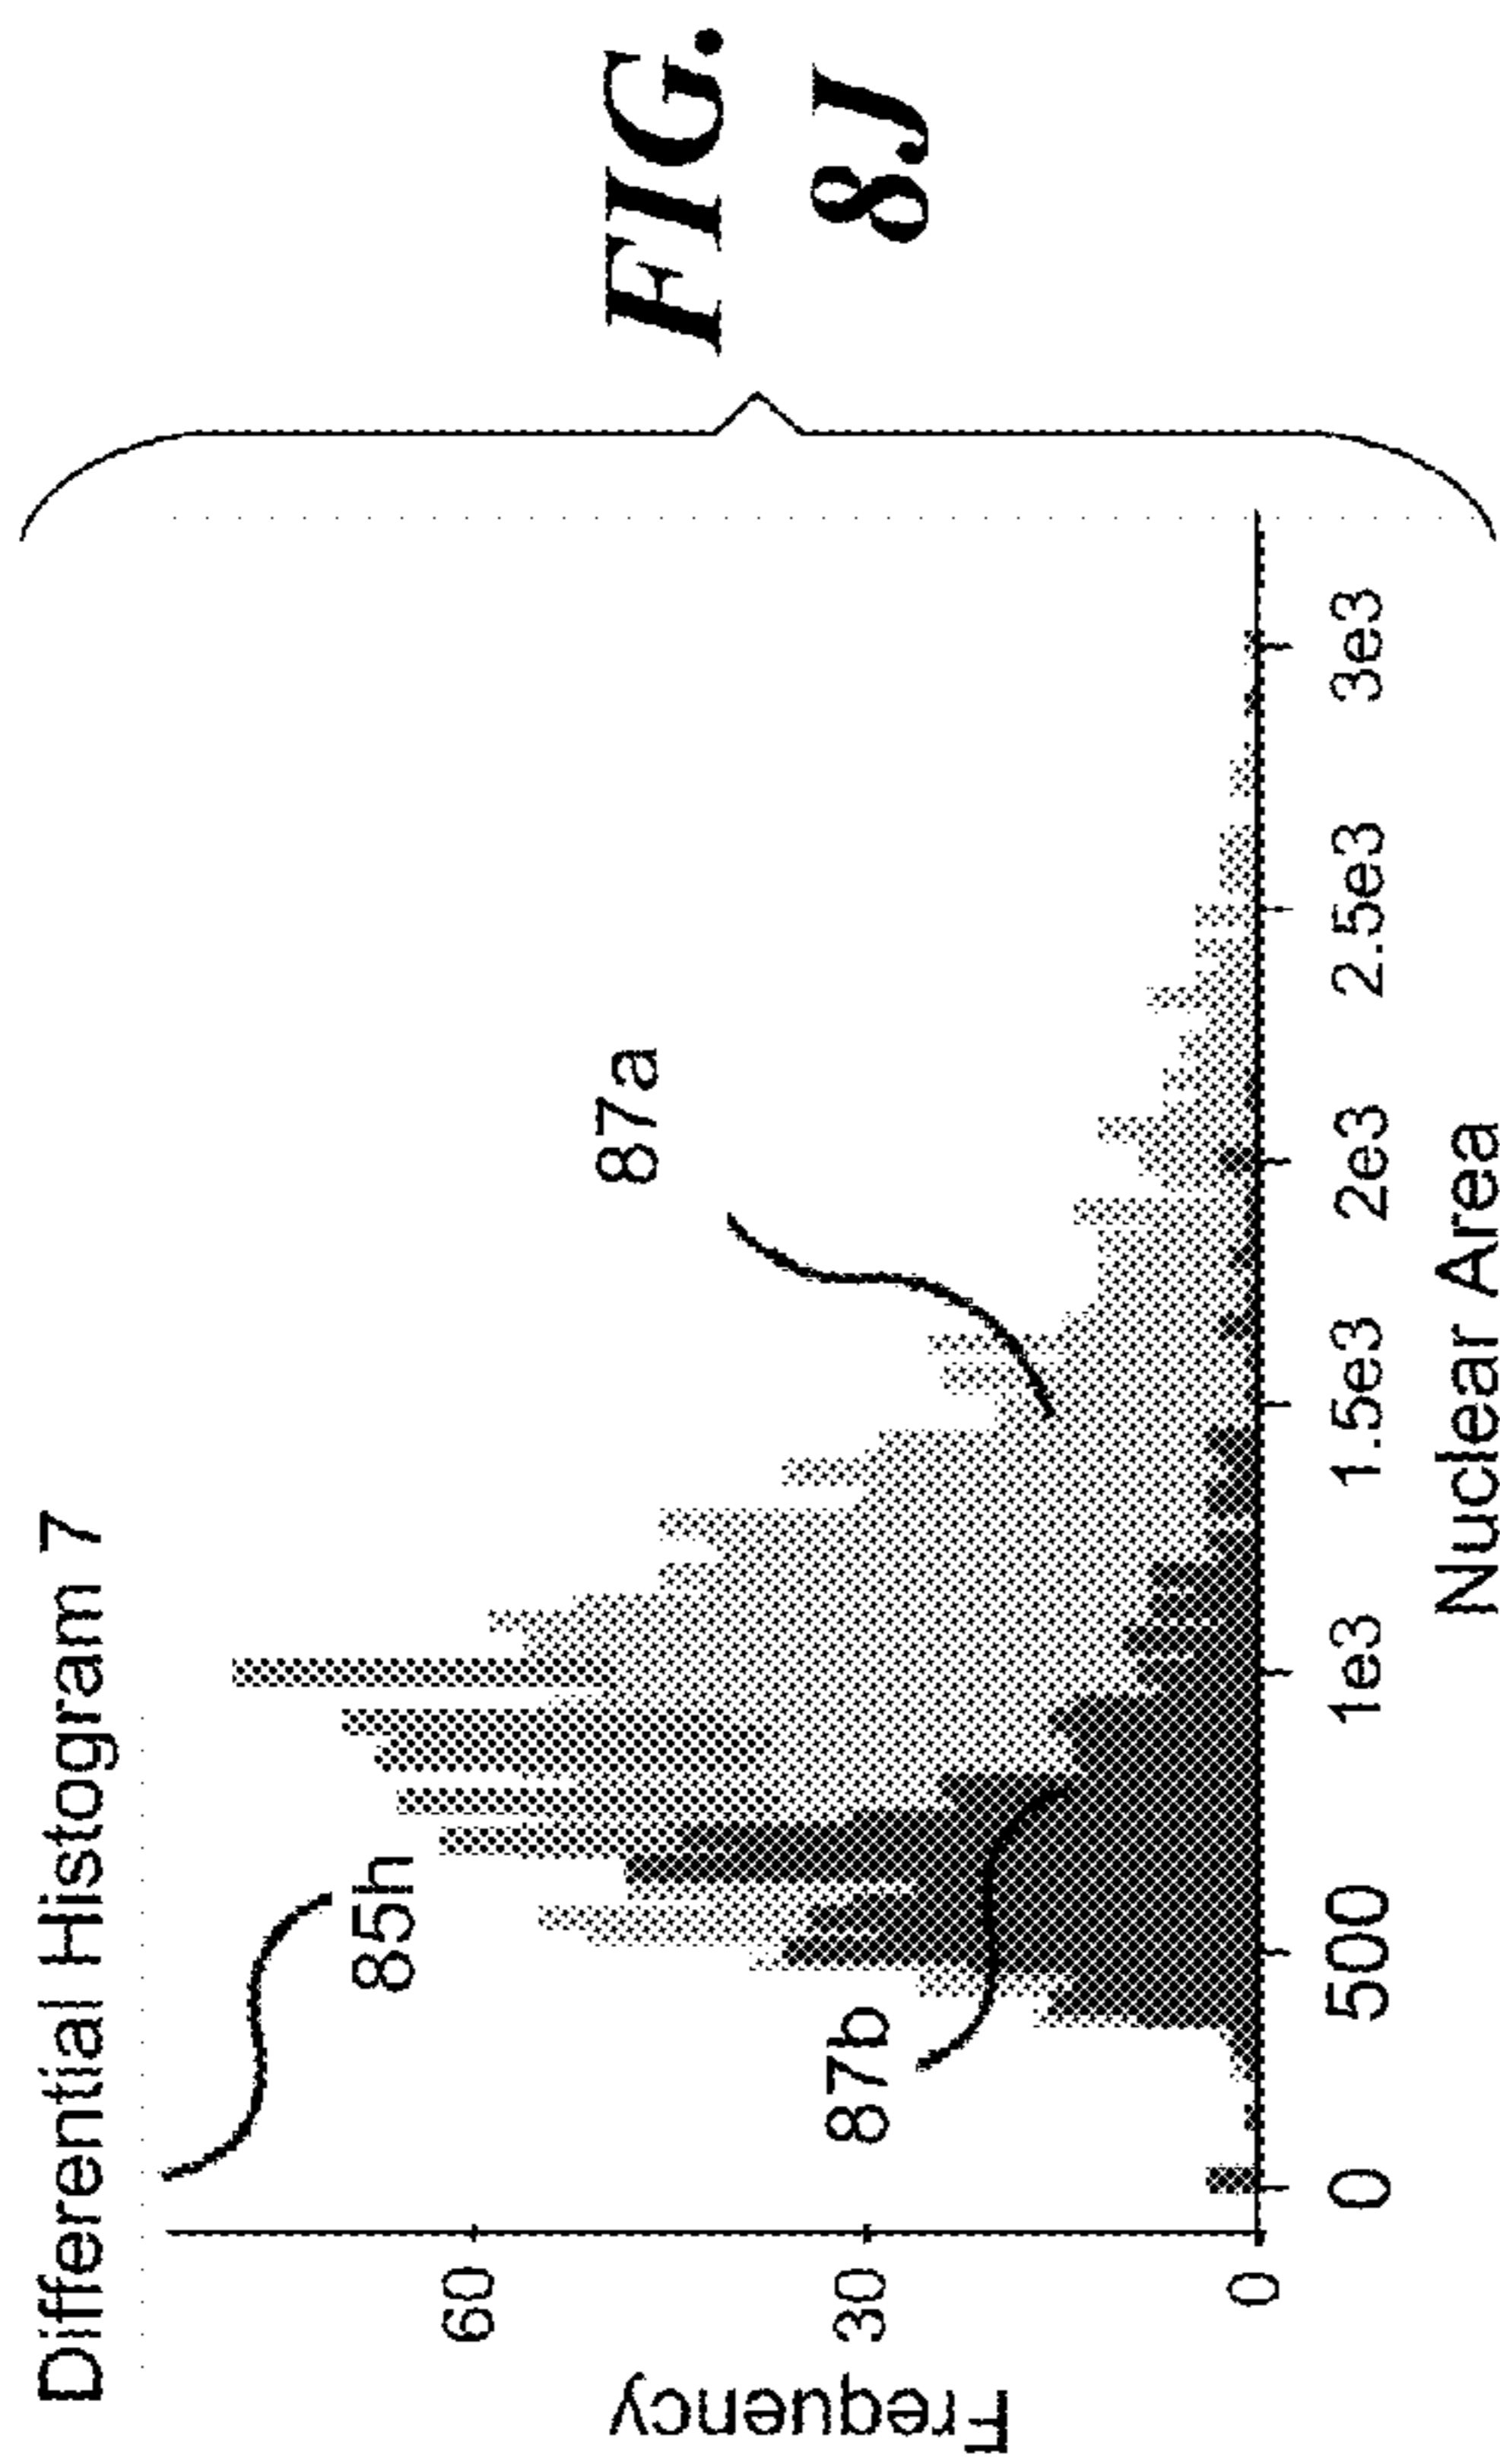 Differential Histogram 7
85h
87a
87b
Frequency
60
30
0
0
500
1e3
1.5e3
2e3
2.5e3
3e3
Nuclear Area
FIG.
8J